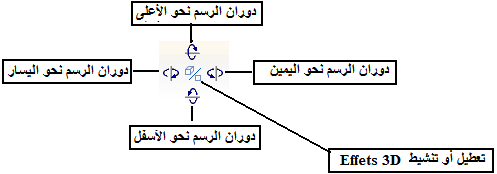 دوران الرسم نحو الأعلى
دوران الرسم نحو اليمين
دوران الرسم نحو اليسار
دوران الرسم نحو الآسفل
تعطيل أو تنشيط Effets 3D